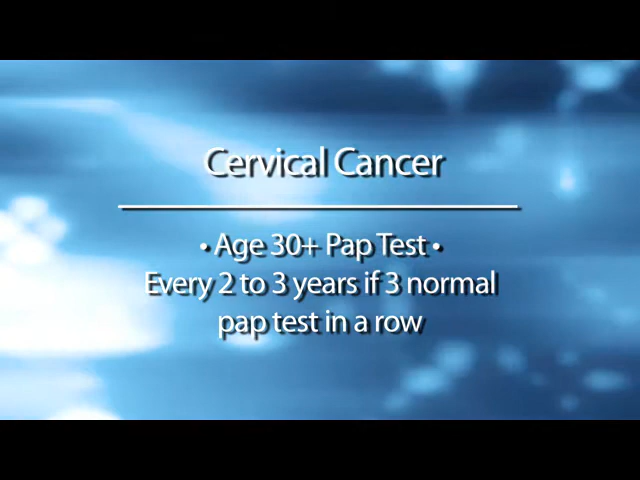 Cervical Cancer
• Age 30+ Pap Test •
Every 2 to 3 years if 3 normal
pap test in a row